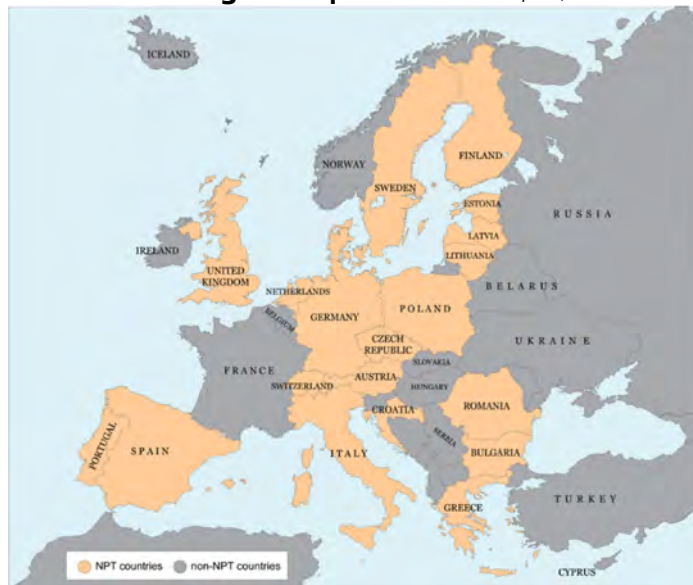 ICELAND
NORWAY
FINLAND
SWEDEN
ESTONIA
RUSSIA
LATVIA
IRELAND
LITHUANIA
UNITED
KINGDOM
NETHERLANDS
BELARUS
BELGIUM
GERMANY
POLAND
CZECH
REPUBLIC
UKRAINE
SLOVAKIA
FRANCE
AUSTRIA
SWITZERLAND
HUNGARY
CROATIA
ROMANIA
SERBIA
PORTUGAL
SPAIN
ITALY
BULGARIA
GREECE
TURKEY
NPT countries
non-NPT countries
CYPRUS